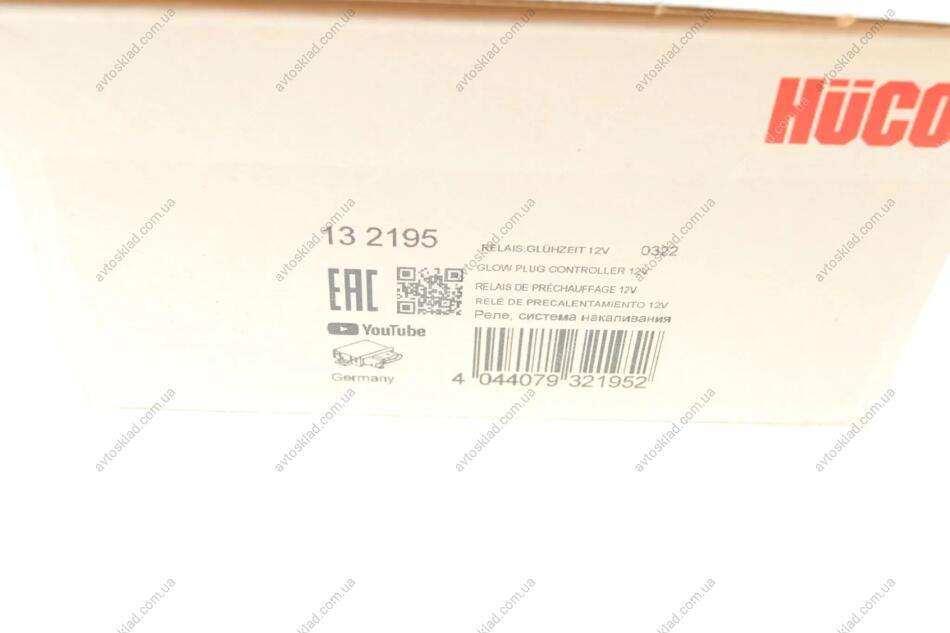 HÜCO
13 2195
RELAIS.GLÜHZEIT 12V 0322
GLOW PLUG CONTROLLER 12V
RELAIS DE PRÉCHAUFFAGE 12V
RELÉ DE PRECALENTAMIENTO 12V
Реле, система накаливания
EAC
YouTube
Germany
4 044079 321952
avtosklad.com.ua